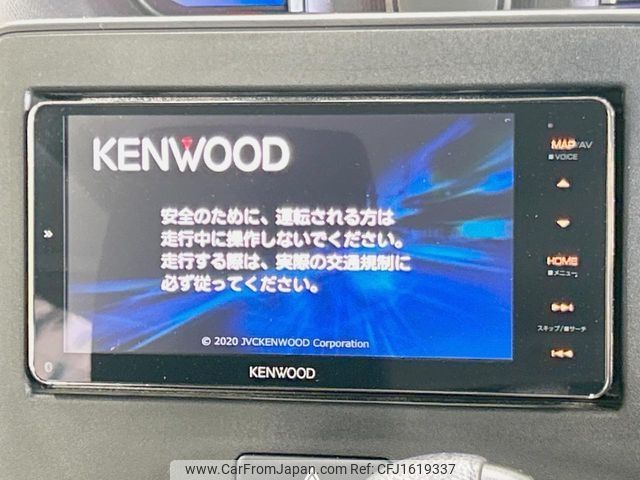 KENWOOD
安全のために、運転される方は
走行中に操作しないでください。
走行する際は、実際の交通規制に
必ず従ってください。
© 2020 JVCKENWOOD Corporation
KENWOOD
MAP/AV
VOICE
HOME
メニュー
スキップ/サーチ
www.CarFromJapan.com | CFJ1619337